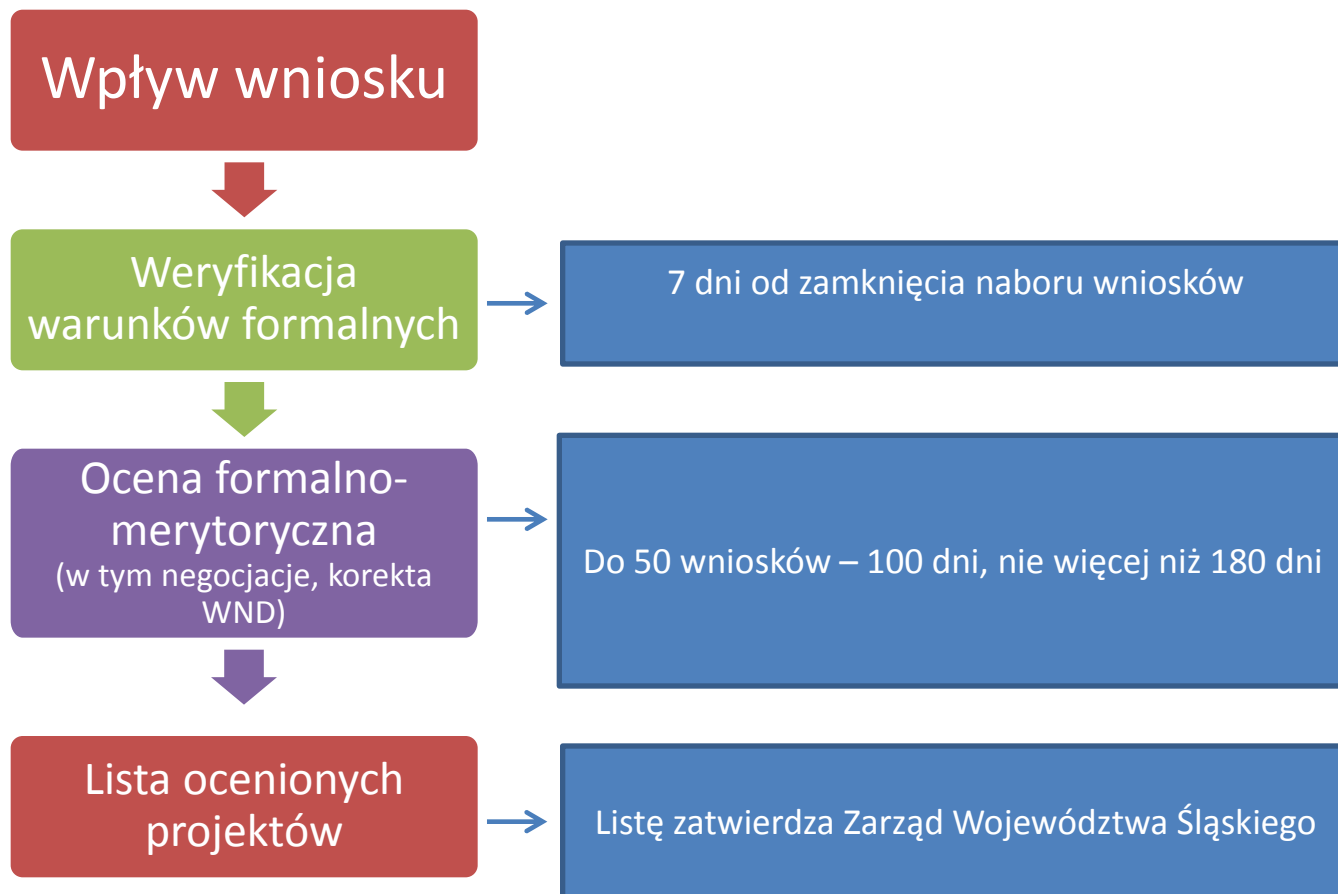 Wpływ wniosku
Weryfikacja
warunków formalnych
7 dni od zamknięcia naboru wniosków
Ocena formalno-
merytoryczna
(w tym negocjacje, korekta
WND)
Do 50 wniosków – 100 dni, nie więcej niż 180 dni
Lista ocenionych
projektów
Listę zatwierdza Zarząd Województwa Śląskiego